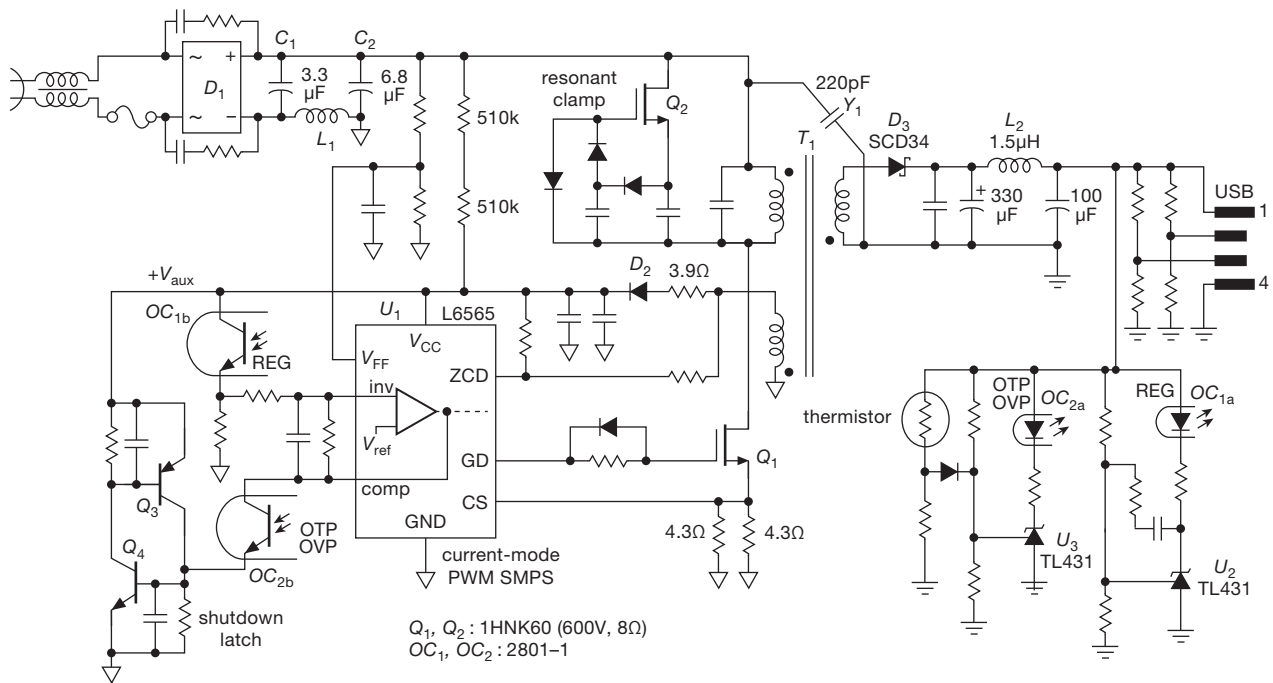 C1
C2
D1
3.3
μF
6.8
μF
L1
510k
510k
resonant
clamp
Q2
220pF
Y1
T1
D3
SCD34
L2
1.5μH
+
330
μF
100
μF
USB
1
4
+Vaux
OC1b
REG
U1
L6565
VCC
VFF
ZCD
inv
Vref
GD
comp
CS
GND
D2
3.9Ω
Q1
4.3Ω
4.3Ω
current-mode
PWM SMPS
Q3
Q4
OTP
OVP
OC2b
shutdown
latch
thermistor
OTP
OVP
OC2a
REG
OC1a
U3
TL431
U2
TL431
Q1, Q2 : 1HNK60 (600V, 8Ω)
OC1, OC2 : 2801–1
~
+
~
−